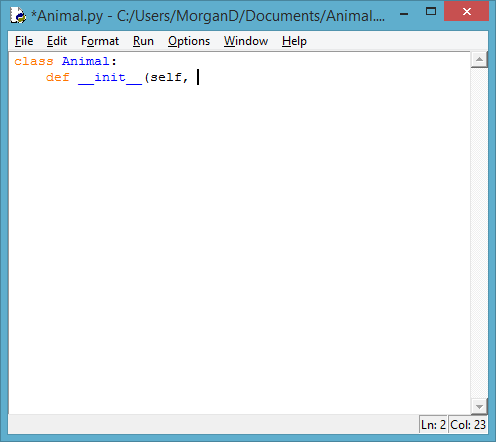 *Animal.py - C:/Users/MorganD/Documents/Animal....
File Edit Format Run Options Window Help
class Animal:
    def __init__(self,
Ln: 2 Col: 23